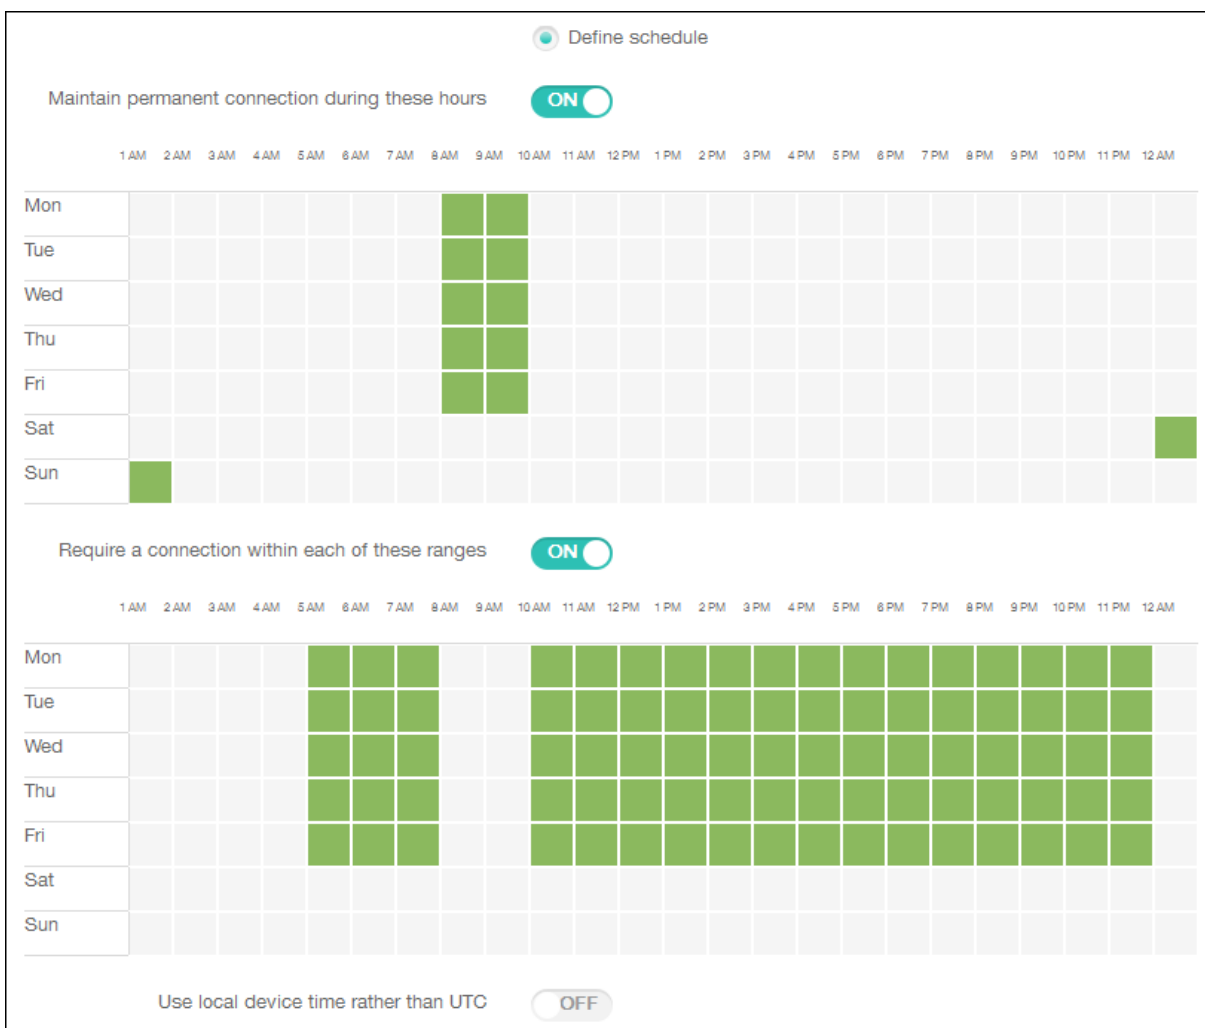 Define schedule
Maintain permanent connection during these hours ON
1 AM 2 AM 3 AM 4 AM 5 AM 6 AM 7 AM 8 AM 9 AM 10 AM 11 AM 12 PM 1 PM 2 PM 3 PM 4 PM 5 PM 6 PM 7 PM 8 PM 9 PM 10 PM 11 PM 12 AM
Mon
Tue
Wed
Thu
Fri
Sat
Sun
Require a connection within each of these ranges ON
1 AM 2 AM 3 AM 4 AM 5 AM 6 AM 7 AM 8 AM 9 AM 10 AM 11 AM 12 PM 1 PM 2 PM 3 PM 4 PM 5 PM 6 PM 7 PM 8 PM 9 PM 10 PM 11 PM 12 AM
Mon
Tue
Wed
Thu
Fri
Sat
Sun
Use local device time rather than UTC OFF